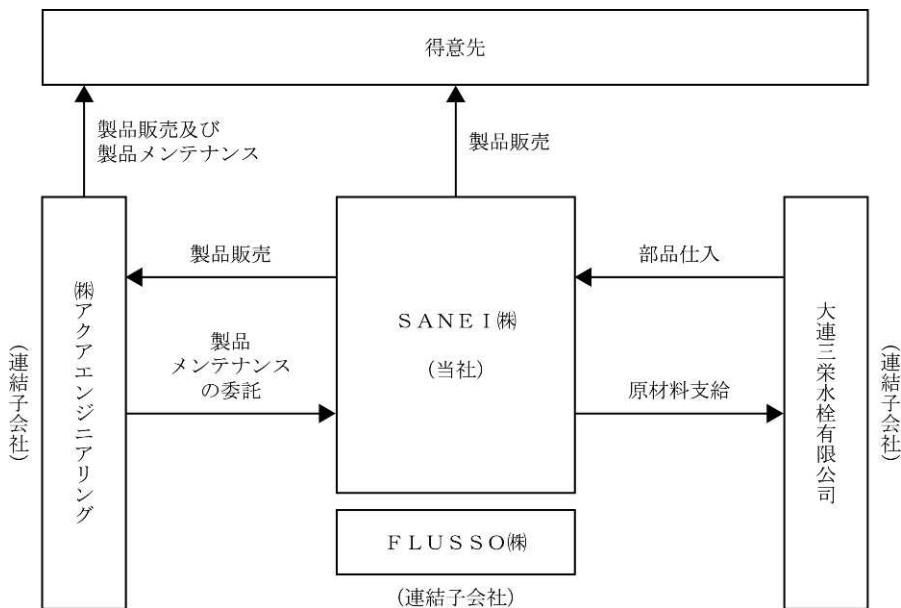 得意先
製品販売及び
製品メンテナンス
製品販売
製品販売
部品仕入
㈱アクアエンジニアリング
(連結子会社)
SANEI㈱
(当社)
大連三栄水栓有限公司
(連結子会社)
製品
メンテナンス
の委託
原材料支給
FLUSSO㈱
(連結子会社)